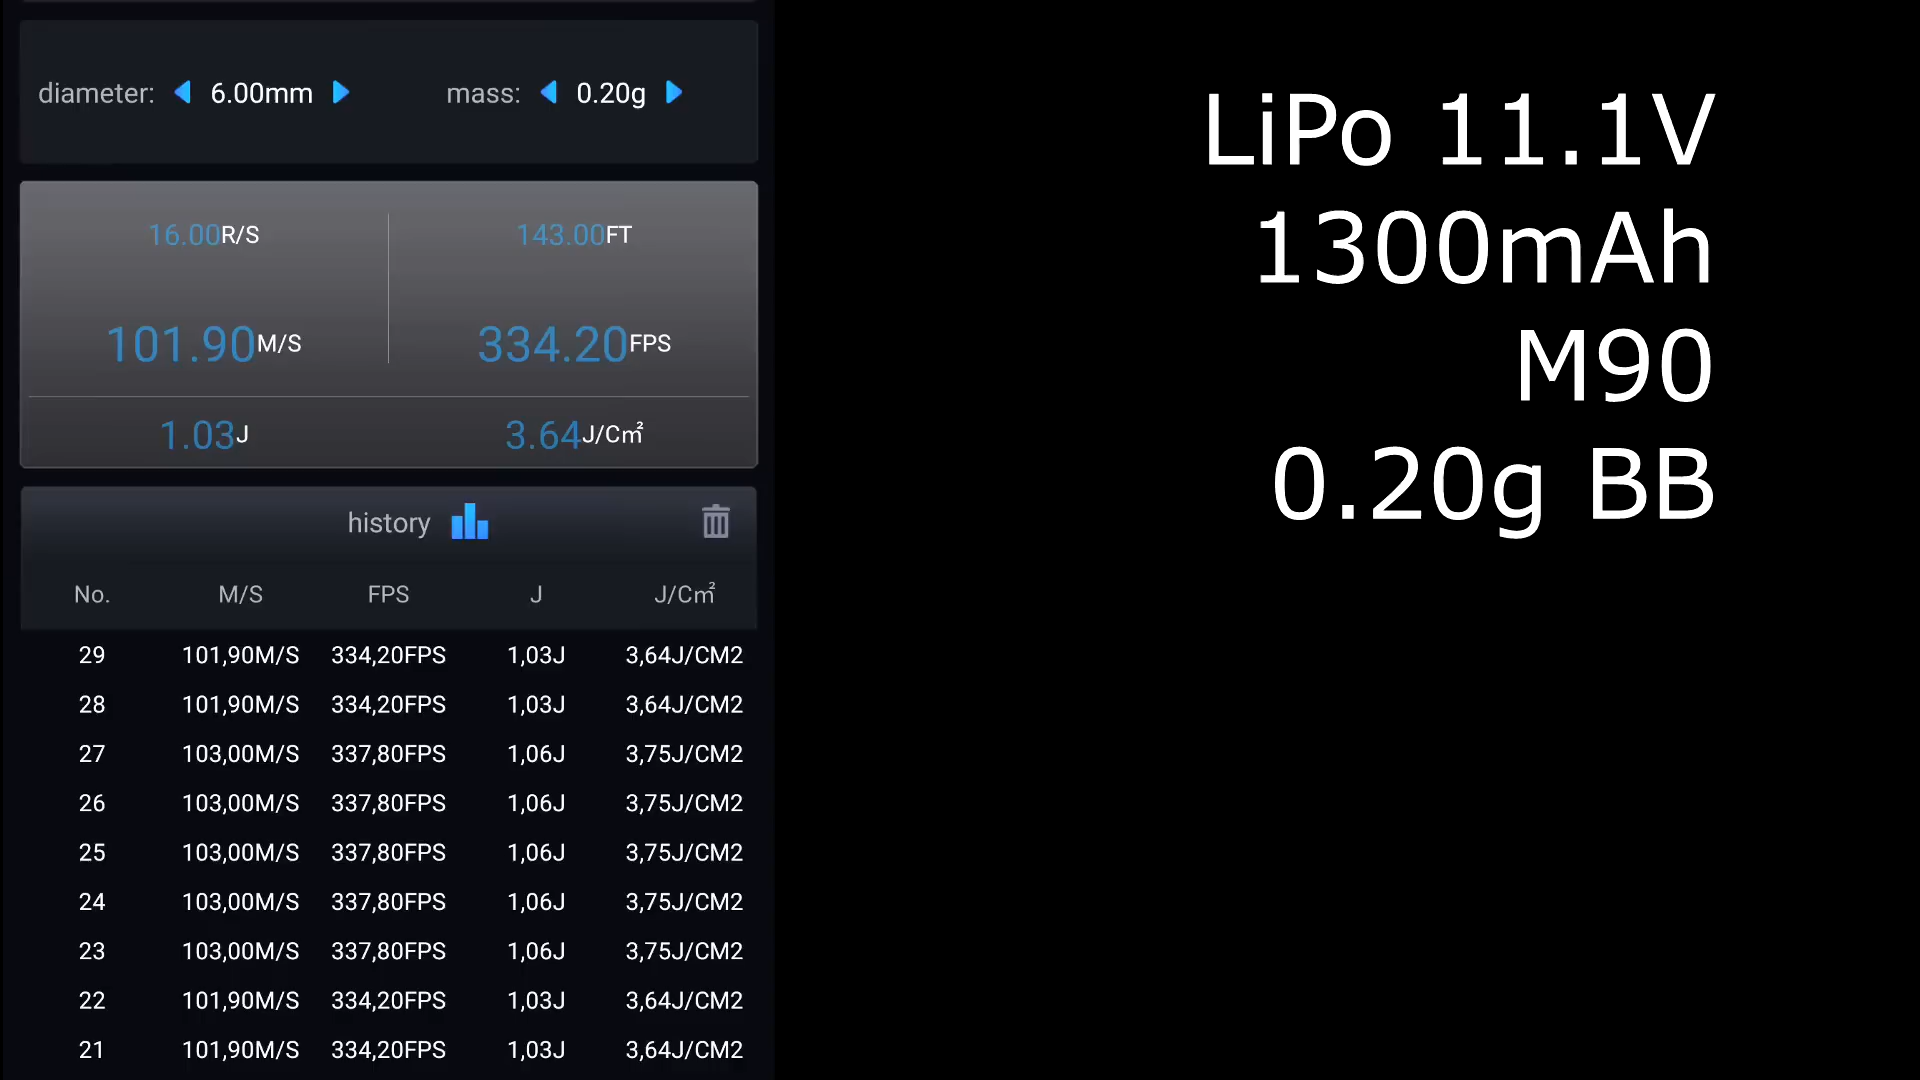 diameter: 6.00mm mass: 0.20g
16.00R/S 143.00FT
101.90M/S 334.20FPS
1.03J 3.64J/Cm²
history
No. M/S FPS J J/Cm²
29 101,90M/S 334,20FPS 1,03J 3,64J/CM2
28 101,90M/S 334,20FPS 1,03J 3,64J/CM2
27 103,00M/S 337,80FPS 1,06J 3,75J/CM2
26 103,00M/S 337,80FPS 1,06J 3,75J/CM2
25 103,00M/S 337,80FPS 1,06J 3,75J/CM2
24 103,00M/S 337,80FPS 1,06J 3,75J/CM2
23 103,00M/S 337,80FPS 1,06J 3,75J/CM2
22 101,90M/S 334,20FPS 1,03J 3,64J/CM2
21 101,90M/S 334,20FPS 1,03J 3,64J/CM2
LiPo 11.1V
1300mAh
M90
0.20g BB